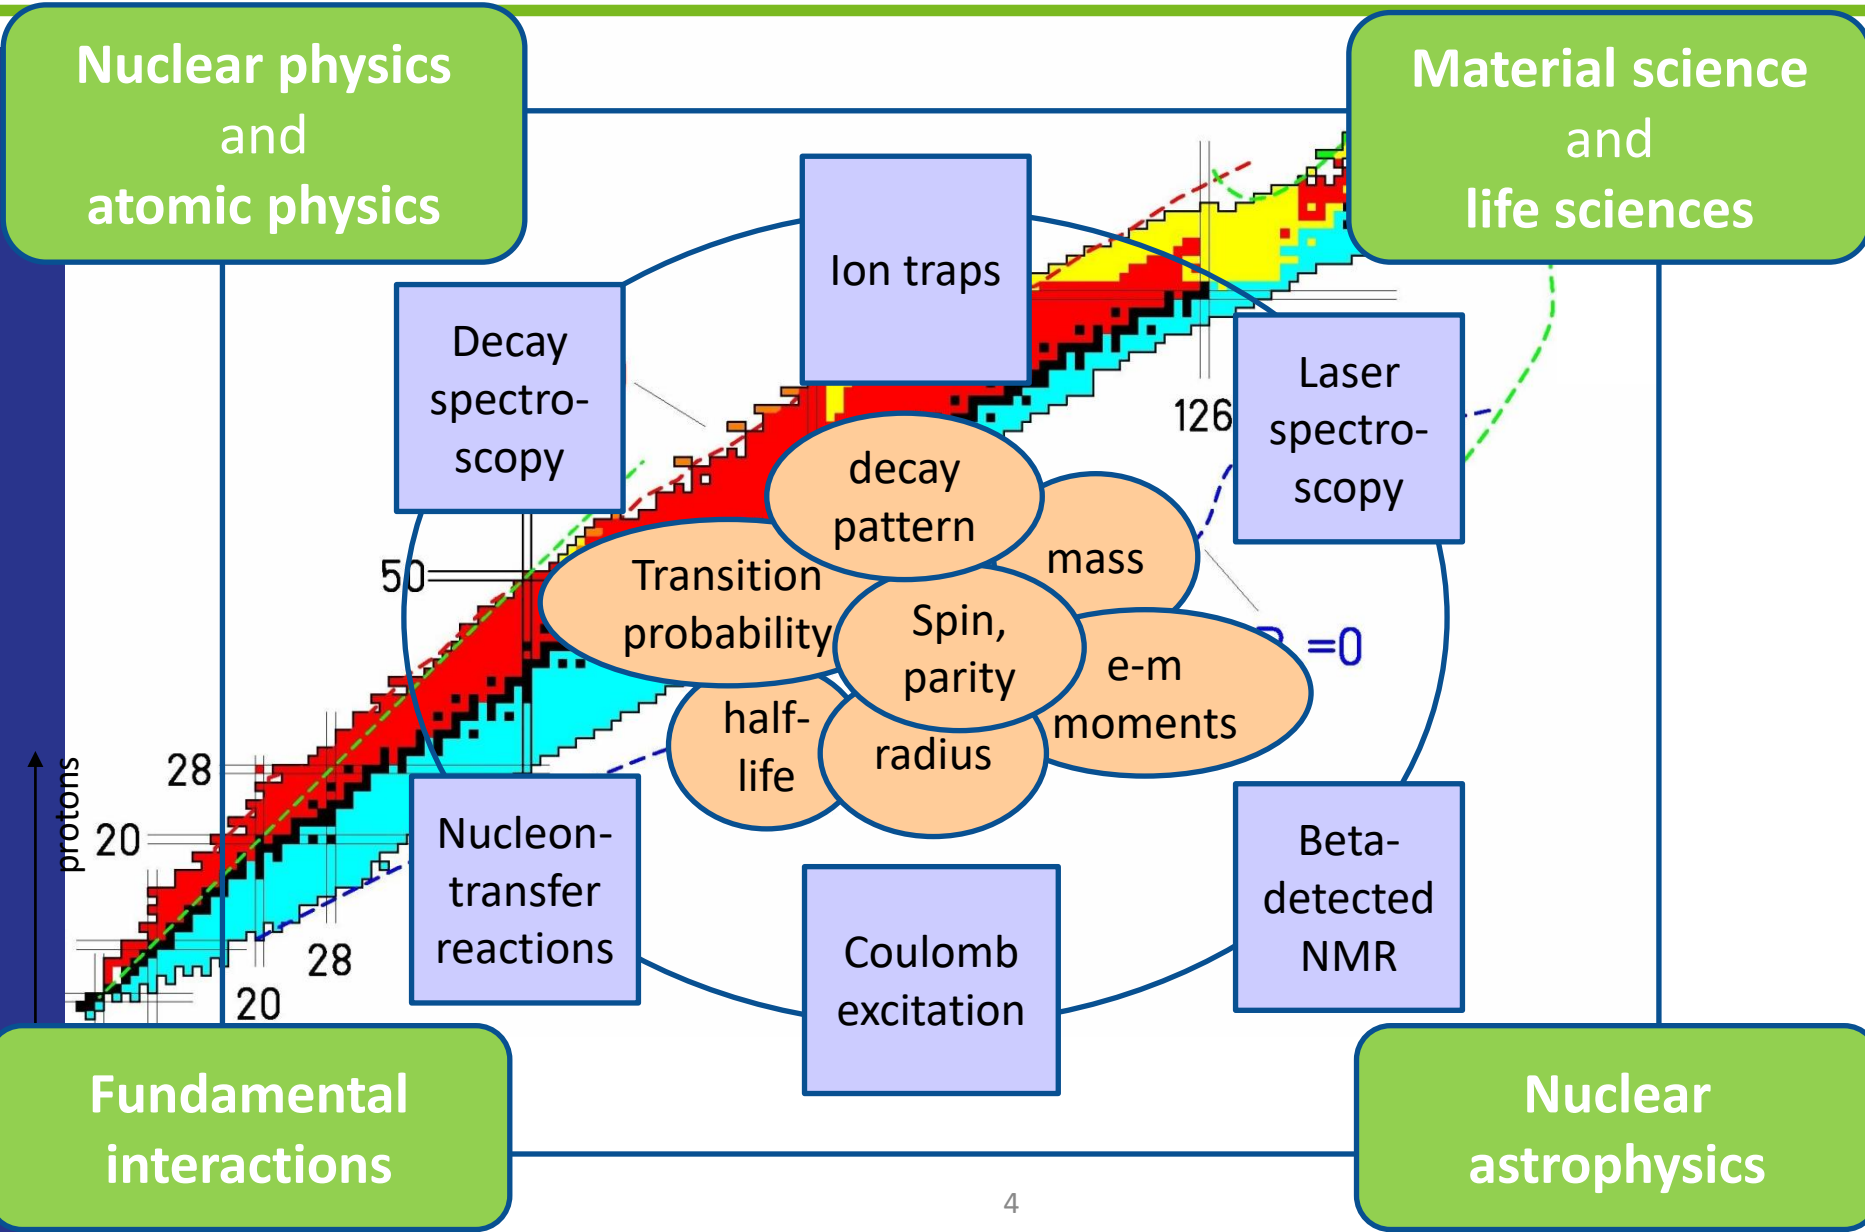 Nuclear physics
and
atomic physics
Material science
and
life sciences
Ion traps
Decay
spectro-
scopy
Laser
spectro-
scopy
126
decay
pattern
mass
50
Transition
probability
Spin,
parity
e-m
moments
=0
half-
life
radius
28
protons
20
Nucleon-
transfer
reactions
Beta-
detected
NMR
Coulomb
excitation
28
20
Fundamental
interactions
Nuclear
astrophysics
4